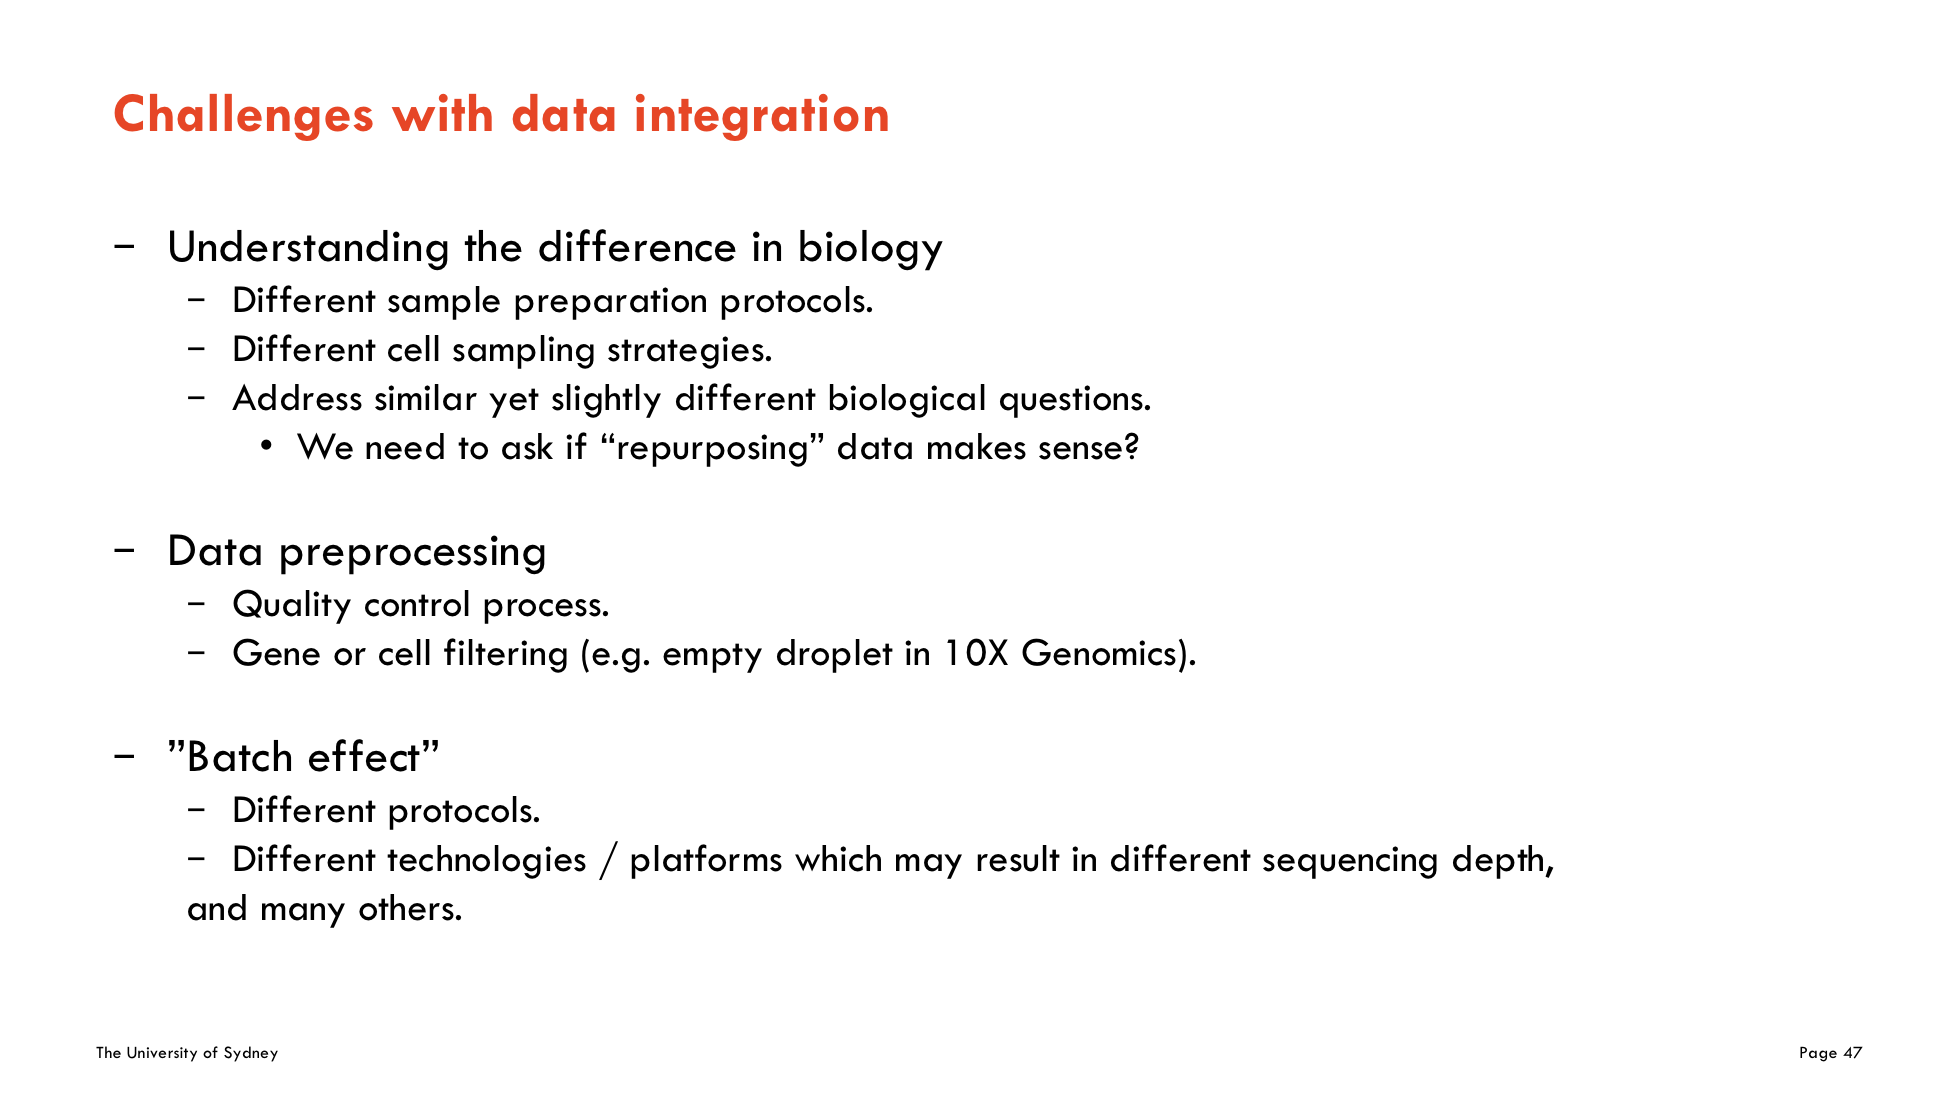 Challenges with data integration
– Understanding the difference in biology
– Different sample preparation protocols.
– Different cell sampling strategies.
– Address similar yet slightly different biological questions.
• We need to ask if “repurposing” data makes sense?
– Data preprocessing
– Quality control process.
– Gene or cell filtering (e.g. empty droplet in 10X Genomics).
– ”Batch effect”
– Different protocols.
– Different technologies / platforms which may result in different sequencing depth,
and many others.
The University of Sydney
Page 47